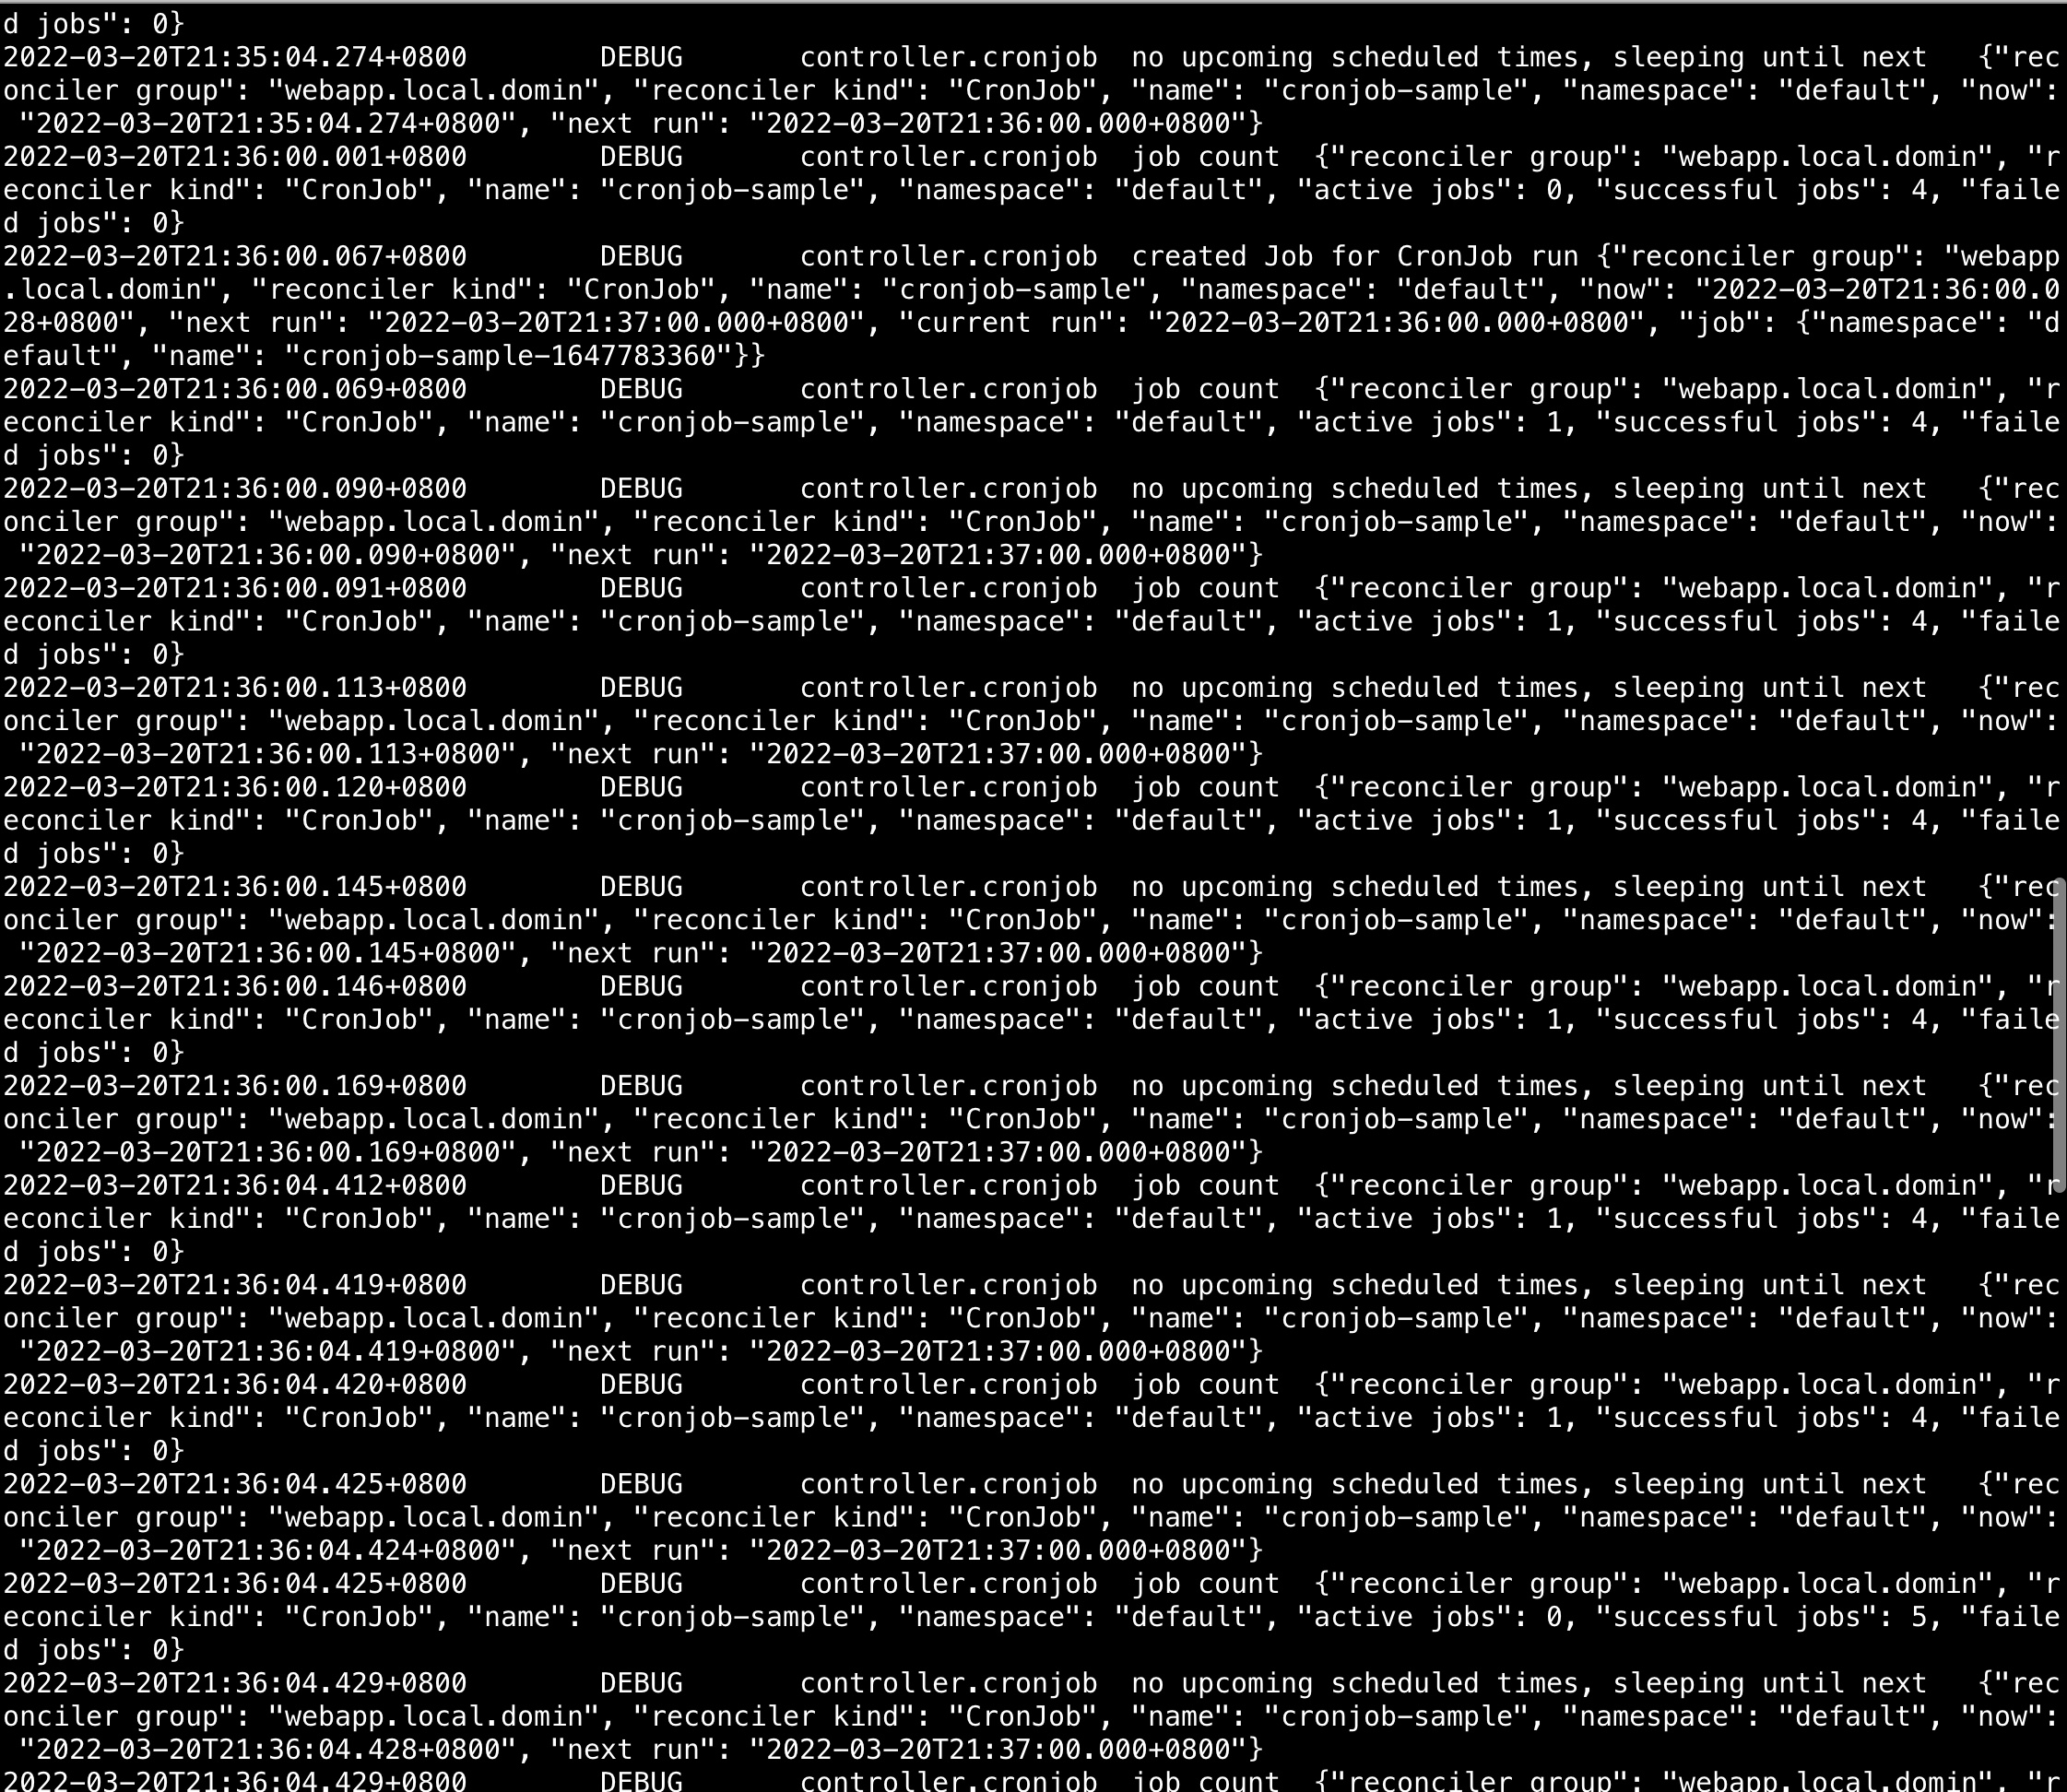 d jobs": 0}
2022-03-20T21:35:04.274+0800        DEBUG       controller.cronjob  no upcoming scheduled times, sleeping until next   {"rec
onciler group": "webapp.local.domin", "reconciler kind": "CronJob", "name": "cronjob-sample", "namespace": "default", "now":
 "2022-03-20T21:35:04.274+0800", "next run": "2022-03-20T21:36:00.000+0800"}
2022-03-20T21:36:00.001+0800        DEBUG       controller.cronjob  job count  {"reconciler group": "webapp.local.domin", "r
econciler kind": "CronJob", "name": "cronjob-sample", "namespace": "default", "active jobs": 0, "successful jobs": 4, "faile
d jobs": 0}
2022-03-20T21:36:00.067+0800        DEBUG       controller.cronjob  created Job for CronJob run {"reconciler group": "webapp
.local.domin", "reconciler kind": "CronJob", "name": "cronjob-sample", "namespace": "default", "now": "2022-03-20T21:36:00.0
28+0800", "next run": "2022-03-20T21:37:00.000+0800", "current run": "2022-03-20T21:36:00.000+0800", "job": {"namespace": "d
efault", "name": "cronjob-sample-1647783360"}}
2022-03-20T21:36:00.069+0800        DEBUG       controller.cronjob  job count  {"reconciler group": "webapp.local.domin", "r
econciler kind": "CronJob", "name": "cronjob-sample", "namespace": "default", "active jobs": 1, "successful jobs": 4, "faile
d jobs": 0}
2022-03-20T21:36:00.090+0800        DEBUG       controller.cronjob  no upcoming scheduled times, sleeping until next   {"rec
onciler group": "webapp.local.domin", "reconciler kind": "CronJob", "name": "cronjob-sample", "namespace": "default", "now":
 "2022-03-20T21:36:00.090+0800", "next run": "2022-03-20T21:37:00.000+0800"}
2022-03-20T21:36:00.091+0800        DEBUG       controller.cronjob  job count  {"reconciler group": "webapp.local.domin", "r
econciler kind": "CronJob", "name": "cronjob-sample", "namespace": "default", "active jobs": 1, "successful jobs": 4, "faile
d jobs": 0}
2022-03-20T21:36:00.113+0800        DEBUG       controller.cronjob  no upcoming scheduled times, sleeping until next   {"rec
onciler group": "webapp.local.domin", "reconciler kind": "CronJob", "name": "cronjob-sample", "namespace": "default", "now":
 "2022-03-20T21:36:00.113+0800", "next run": "2022-03-20T21:37:00.000+0800"}
2022-03-20T21:36:00.120+0800        DEBUG       controller.cronjob  job count  {"reconciler group": "webapp.local.domin", "r
econciler kind": "CronJob", "name": "cronjob-sample", "namespace": "default", "active jobs": 1, "successful jobs": 4, "faile
d jobs": 0}
2022-03-20T21:36:00.145+0800        DEBUG       controller.cronjob  no upcoming scheduled times, sleeping until next   {"rec
onciler group": "webapp.local.domin", "reconciler kind": "CronJob", "name": "cronjob-sample", "namespace": "default", "now":
 "2022-03-20T21:36:00.145+0800", "next run": "2022-03-20T21:37:00.000+0800"}
2022-03-20T21:36:00.146+0800        DEBUG       controller.cronjob  job count  {"reconciler group": "webapp.local.domin", "r
econciler kind": "CronJob", "name": "cronjob-sample", "namespace": "default", "active jobs": 1, "successful jobs": 4, "faile
d jobs": 0}
2022-03-20T21:36:00.169+0800        DEBUG       controller.cronjob  no upcoming scheduled times, sleeping until next   {"rec
onciler group": "webapp.local.domin", "reconciler kind": "CronJob", "name": "cronjob-sample", "namespace": "default", "now":
 "2022-03-20T21:36:00.169+0800", "next run": "2022-03-20T21:37:00.000+0800"}
2022-03-20T21:36:04.412+0800        DEBUG       controller.cronjob  job count  {"reconciler group": "webapp.local.domin", "r
econciler kind": "CronJob", "name": "cronjob-sample", "namespace": "default", "active jobs": 1, "successful jobs": 4, "faile
d jobs": 0}
2022-03-20T21:36:04.419+0800        DEBUG       controller.cronjob  no upcoming scheduled times, sleeping until next   {"rec
onciler group": "webapp.local.domin", "reconciler kind": "CronJob", "name": "cronjob-sample", "namespace": "default", "now":
 "2022-03-20T21:36:04.419+0800", "next run": "2022-03-20T21:37:00.000+0800"}
2022-03-20T21:36:04.420+0800        DEBUG       controller.cronjob  job count  {"reconciler group": "webapp.local.domin", "r
econciler kind": "CronJob", "name": "cronjob-sample", "namespace": "default", "active jobs": 1, "successful jobs": 4, "faile
d jobs": 0}
2022-03-20T21:36:04.425+0800        DEBUG       controller.cronjob  no upcoming scheduled times, sleeping until next   {"rec
onciler group": "webapp.local.domin", "reconciler kind": "CronJob", "name": "cronjob-sample", "namespace": "default", "now":
 "2022-03-20T21:36:04.424+0800", "next run": "2022-03-20T21:37:00.000+0800"}
2022-03-20T21:36:04.425+0800        DEBUG       controller.cronjob  job count  {"reconciler group": "webapp.local.domin", "r
econciler kind": "CronJob", "name": "cronjob-sample", "namespace": "default", "active jobs": 0, "successful jobs": 5, "faile
d jobs": 0}
2022-03-20T21:36:04.429+0800        DEBUG       controller.cronjob  no upcoming scheduled times, sleeping until next   {"rec
onciler group": "webapp.local.domin", "reconciler kind": "CronJob", "name": "cronjob-sample", "namespace": "default", "now":
 "2022-03-20T21:36:04.428+0800", "next run": "2022-03-20T21:37:00.000+0800"}
2022-03-20T21:36:04.429+0800        DEBUG       controller.cronjob  job count  {"reconciler group": "webapp.local.domin", "r